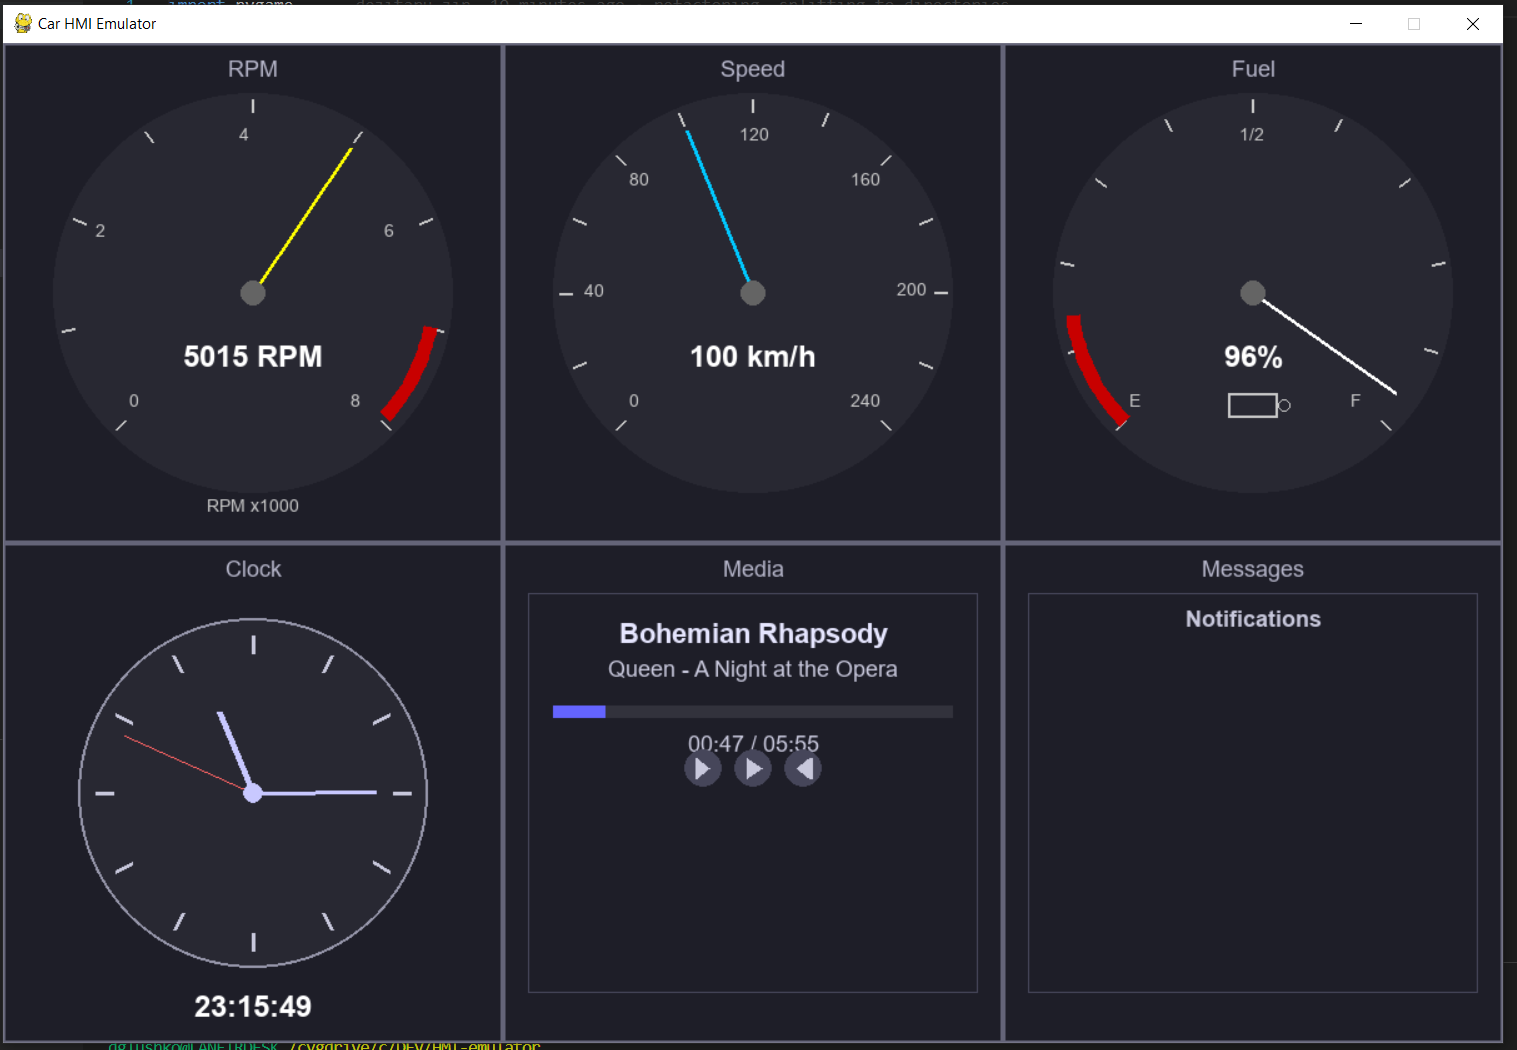 import pygame
Car HMI Emulator
RPM
4
2
6
5015 RPM
0
8
RPM x1000
Speed
120
80
160
40
200
100 km/h
0
240
Fuel
1/2
96%
E
F
Clock
23:15:49
Media
Bohemian Rhapsody
Queen - A Night at the Opera
00:47 / 05:55
Messages
Notifications